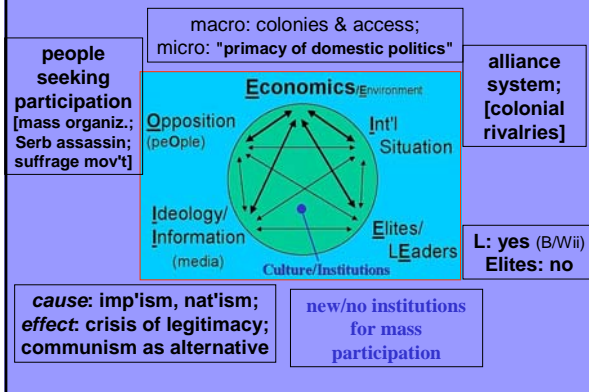 macro: colonies & access;
micro: "primacy of domestic politics"
people
seeking
participation
[mass organiz.;
Serb assassin;
suffrage mov't]
alliance
system;
[colonial
rivalries]
Economics/Environment
Opposition
(peOple)
Int'l
Situation
Ideology/
Information
(media)
Elites/
LEaders
Culture/Institutions
L: yes (B/Wii)
Elites: no
cause: imp'ism, nat'ism;
effect: crisis of legitimacy;
communism as alternative
new/no institutions
for mass
participation